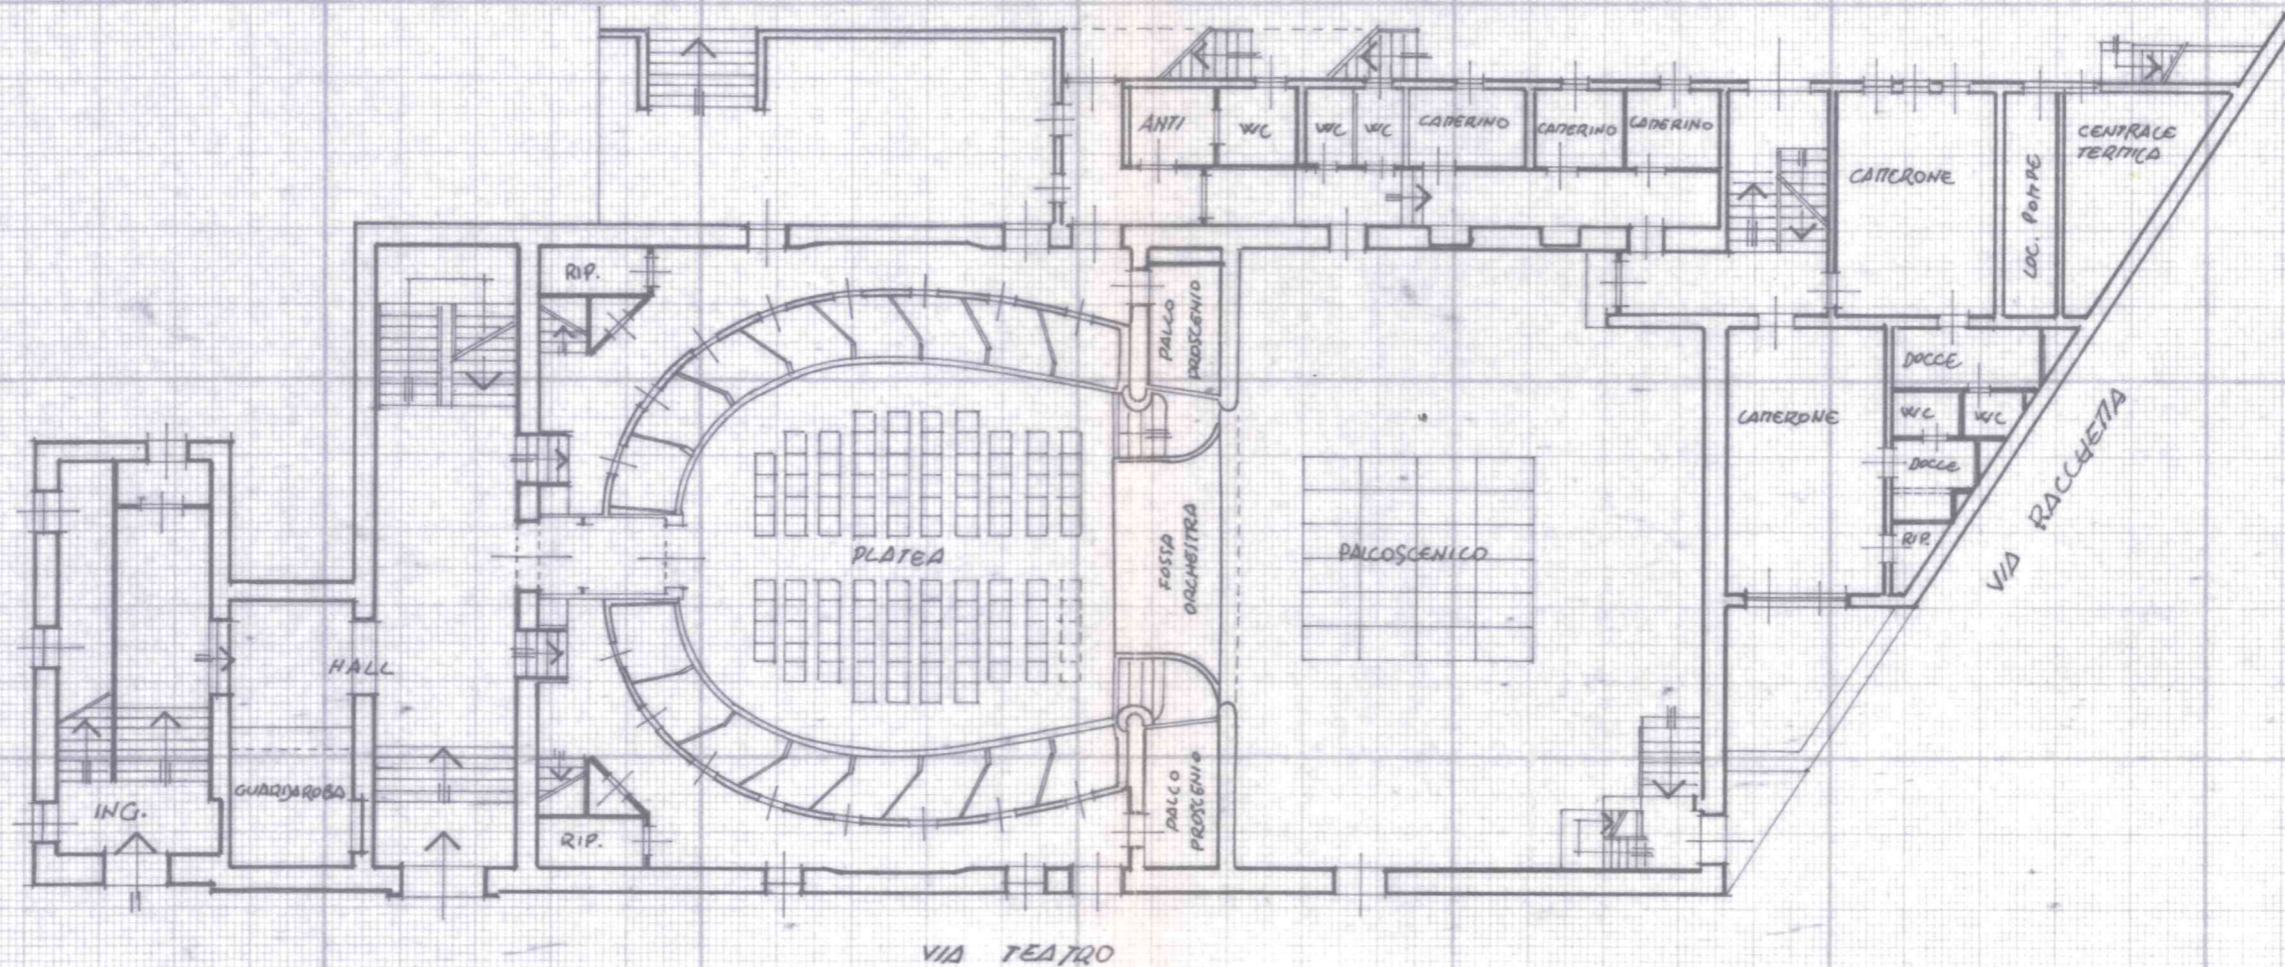 ANTI
WC
WC
WC
CAMERINO
CAMERINO
CAMERINO
CAMERONE
LOC. POMPE
CENTRALE
TERMICA
RIP.
PALCO
PROSCENIO
DOCCE
WC
WC
CAMERONE
DOCCE
RIP.
VIA RACCHETTA
PLATEA
FOSSA
ORCHESTRA
PALCOSCENICO
HALL
GUARDAROBA
ING.
RIP.
PALCO
PROSCENIO
VIA TEATRO